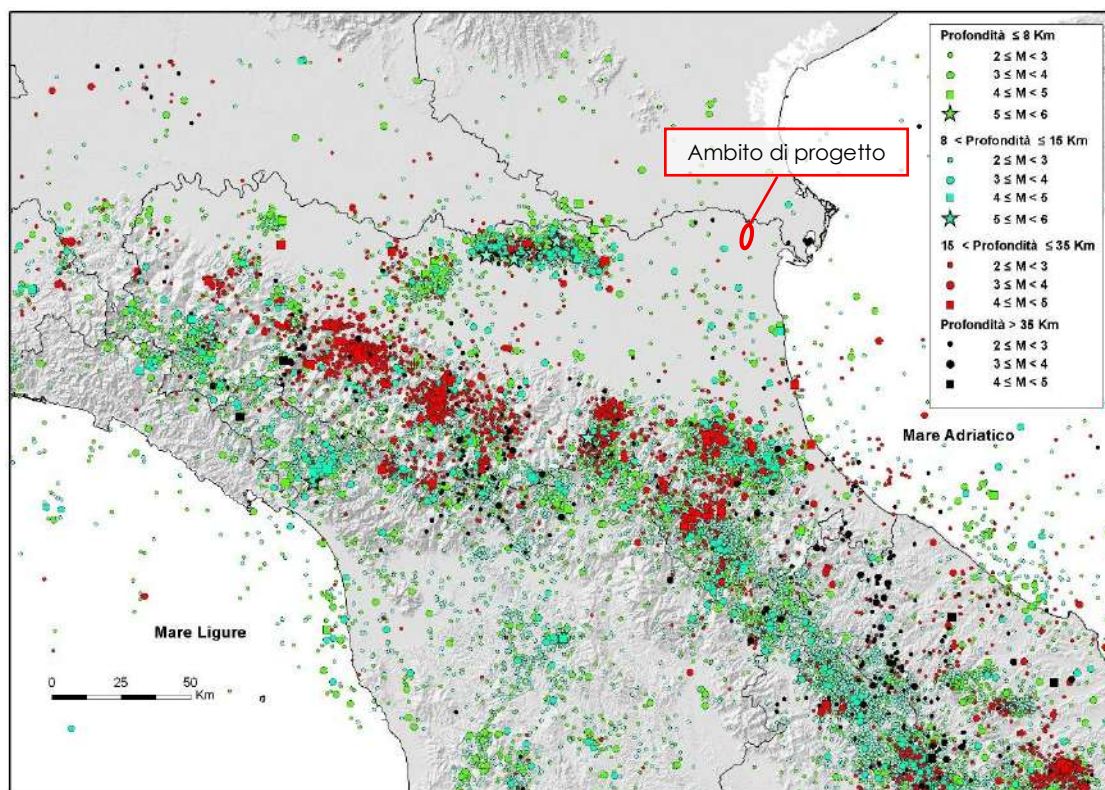 Ambito di progetto
Profondità ≤ 8 Km
2 ≤ M < 3
3 ≤ M < 4
4 ≤ M < 5
5 ≤ M < 6
8 < Profondità ≤ 15 Km
2 ≤ M < 3
3 ≤ M < 4
4 ≤ M < 5
5 ≤ M < 6
15 < Profondità ≤ 35 Km
2 ≤ M < 3
3 ≤ M < 4
4 ≤ M < 5
Profondità > 35 Km
2 ≤ M < 3
3 ≤ M < 4
4 ≤ M < 5
Mare Adriatico
Mare Ligure
0 25 50
Km